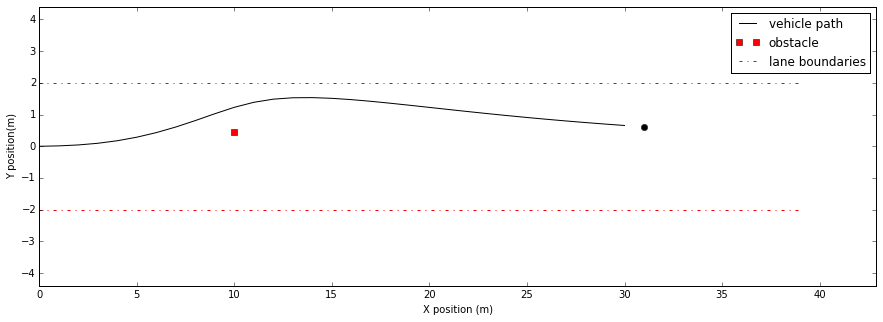 4
3
2
1
0
−1
−2
−3
−4
Y position(m)
vehicle path
obstacle
lane boundaries
0 5 10 15 20 25 30 35 40
X position (m)